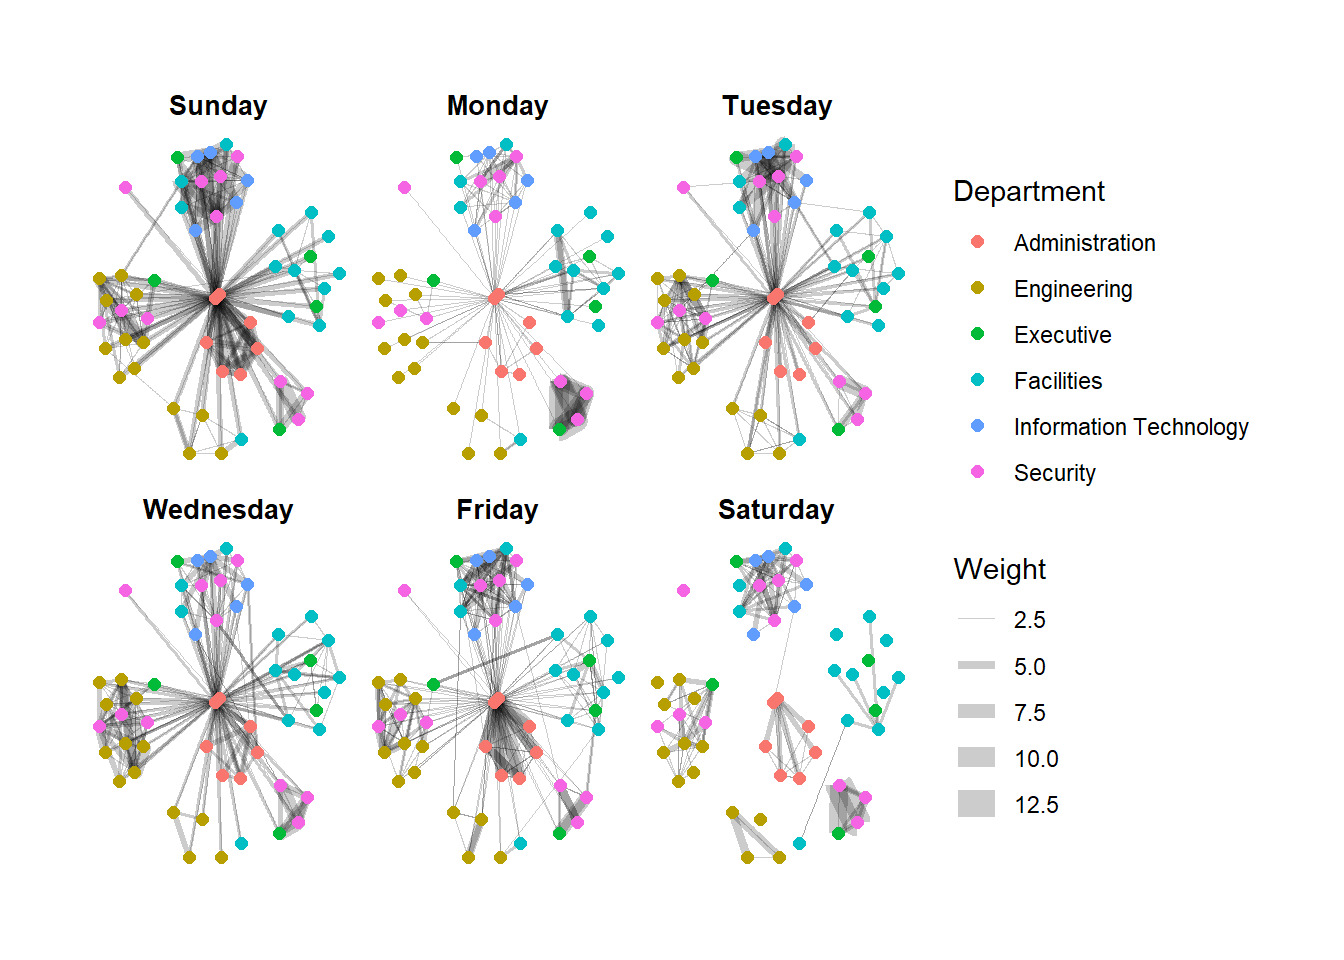 Sunday
Monday
Tuesday
Wednesday
Friday
Saturday
Department
Administration
Engineering
Executive
Facilities
Information Technology
Security
Weight
2.5
5.0
7.5
10.0
12.5